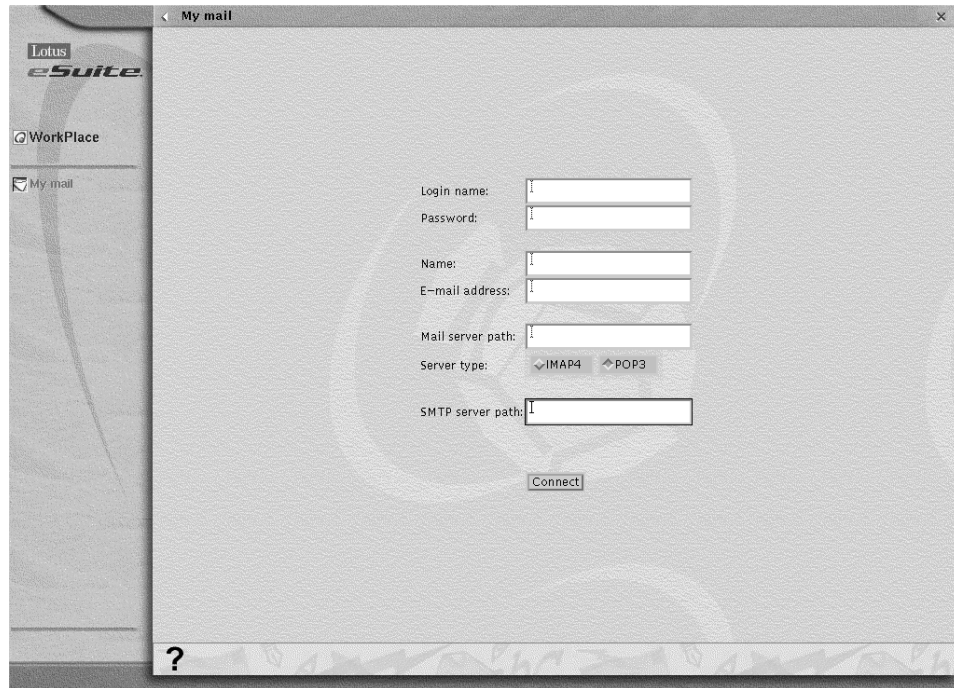 My mail
Lotus
eSuite.
WorkPlace
My mail
Login name:
Password:
Name:
E-mail address:
Mail server path:
Server type: IMAP4 POP3
SMTP server path:
Connect
?